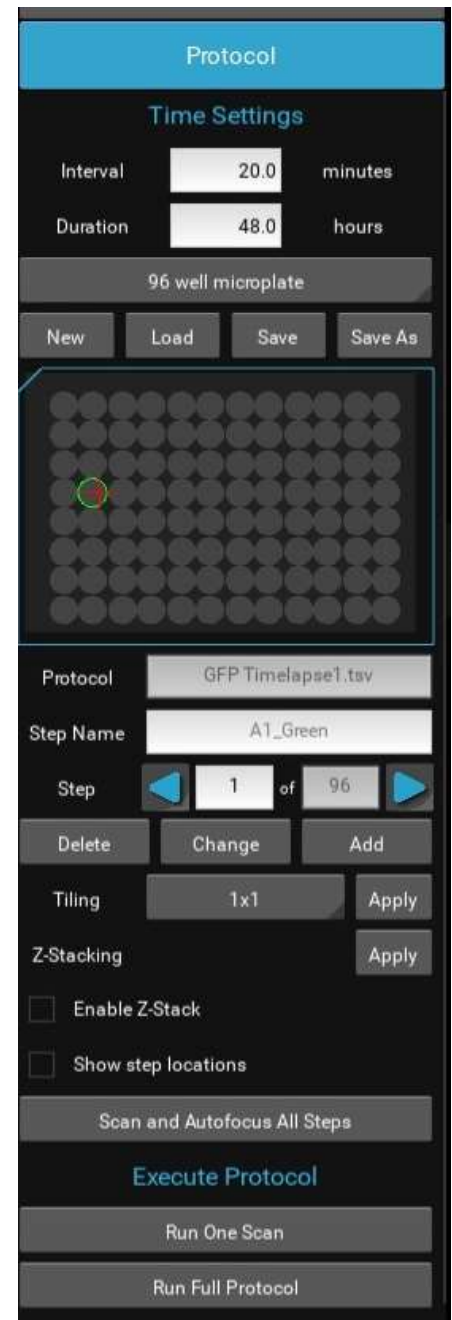 Protocol
Time Settings
Interval 20.0 minutes
Duration 48.0 hours
96 well microplate
New Load Save Save As
Protocol GFP Timelapse1.tsv
Step Name A1_Green
Step 1 of 96
Delete Change Add
Tiling 1x1 Apply
Z-Stacking Apply
Enable Z-Stack
Show step locations
Scan and Autofocus All Steps
Execute Protocol
Run One Scan
Run Full Protocol